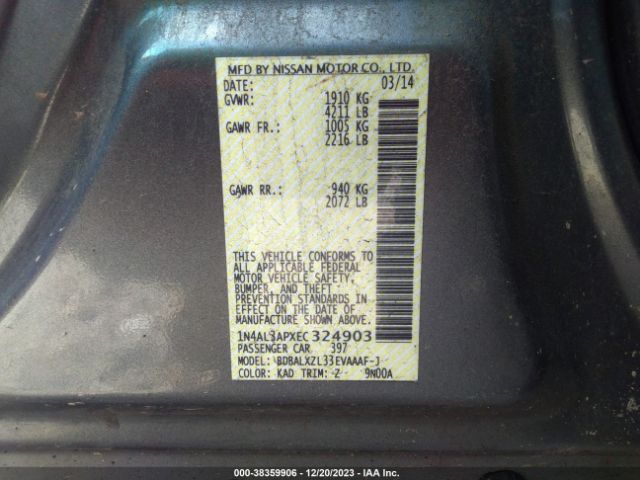 MFD BY NISSAN MOTOR CO., LTD.
DATE: 03/14
GVWR: 1910 KG
4211 LB
GAWR FR.: 1005 KG
2216 LB
GAWR RR.: 940 KG
2072 LB
THIS VEHICLE CONFORMS TO
ALL APPLICABLE FEDERAL
MOTOR VEHICLE SAFETY,
BUMPER, AND THEFT
PREVENTION STANDARDS IN
EFFECT ON THE DATE OF
MANUFACTURE SHOWN ABOVE.
1N4AL3APXEC324903
PASSENGER CAR 397
MODEL: BDBALXZL33EVAAAF-J
COLOR: KAD TRIM: Z 9N00A
000-38359906 - 12/20/2023 - IAA Inc.